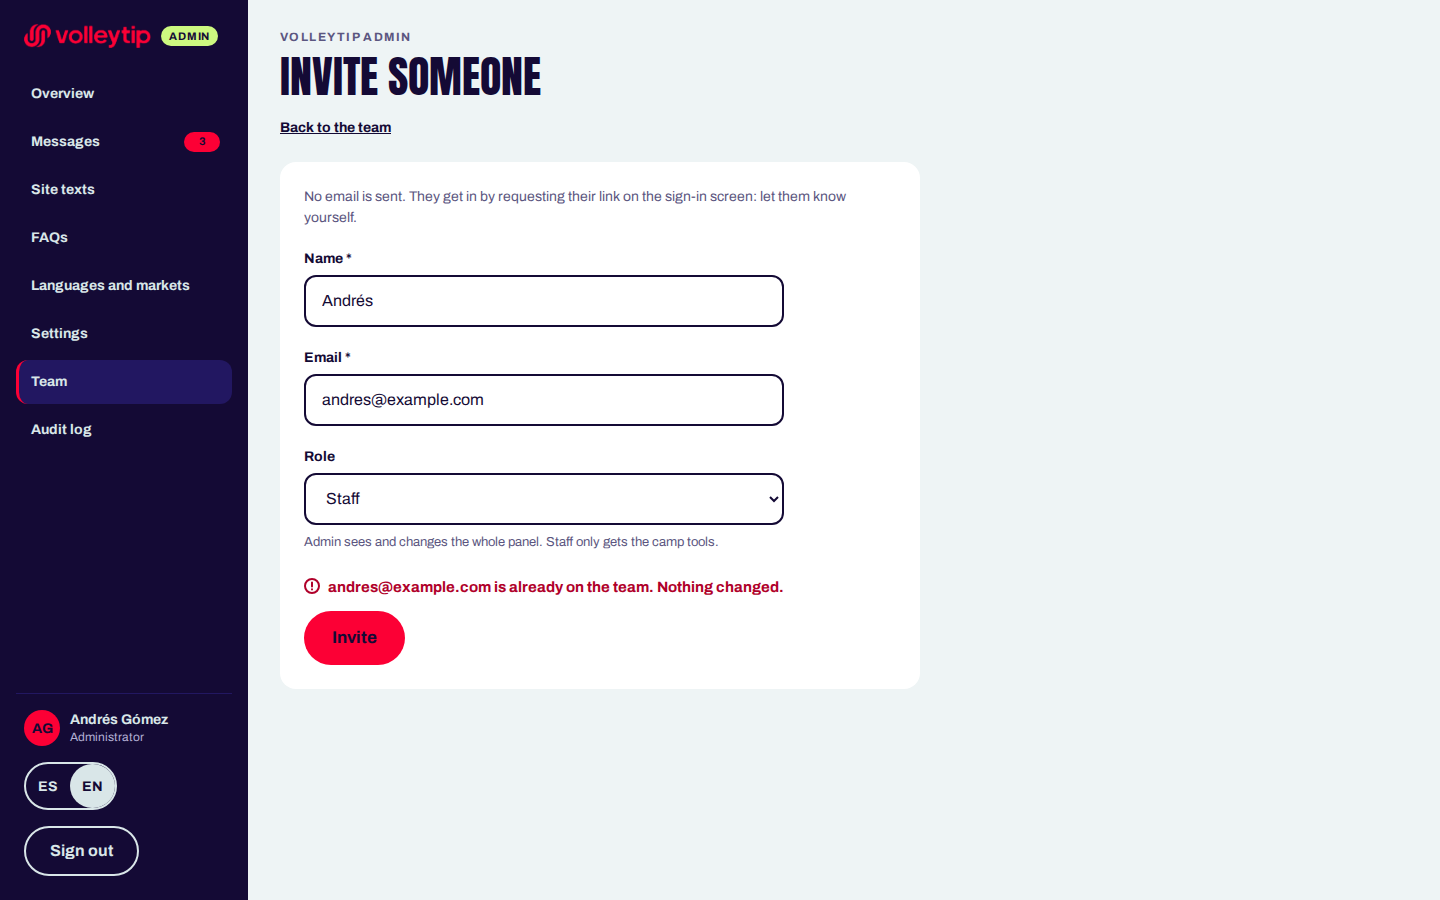 volleytip ADMIN
Overview
Messages 3
Site texts
FAQs
Languages and markets
Settings
Team
Audit log
AG Andrés Gómez
Administrator
ES EN
Sign out
VOLLEYTIP ADMIN
INVITE SOMEONE
Back to the team
No email is sent. They get in by requesting their link on the sign-in screen: let them know
yourself.
Name *
Andrés
Email *
andres@example.com
Role
Staff
Admin sees and changes the whole panel. Staff only gets the camp tools.
andres@example.com is already on the team. Nothing changed.
Invite